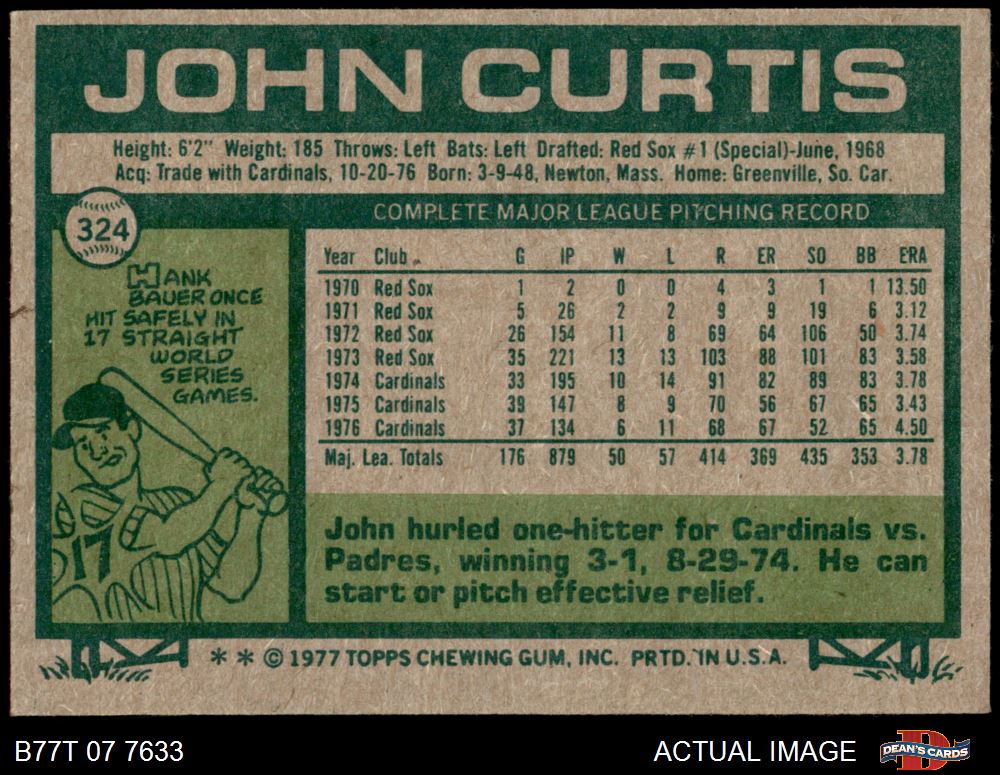 JOHN CURTIS
Height: 6'2" Weight: 185 Throws: Left Bats: Left Drafted: Red Sox #1 (Special)-June, 1968
Acq: Trade with Cardinals, 10-20-76 Born: 3-9-48, Newton, Mass. Home: Greenville, So. Car.
324
COMPLETE MAJOR LEAGUE PITCHING RECORD
HANK
BAUER ONCE
HIT SAFELY IN
17 STRAIGHT
WORLD
SERIES
GAMES.
17
Year Club G IP W L R ER SO BB ERA
1970 Red Sox 1 2 0 0 4 3 1 1 13.50
1971 Red Sox 5 26 2 2 9 9 19 6 3.12
1972 Red Sox 26 154 11 8 69 64 106 50 3.74
1973 Red Sox 35 221 13 13 103 88 101 83 3.58
1974 Cardinals 33 195 10 14 91 82 89 83 3.78
1975 Cardinals 39 147 8 9 70 56 67 65 3.43
1976 Cardinals 37 134 6 11 68 67 52 65 4.50
Maj. Lea. Totals 176 879 50 57 414 369 435 353 3.78
John hurled one-hitter for Cardinals vs.
Padres, winning 3-1, 8-29-74. He can
start or pitch effective relief.
* * © 1977 TOPPS CHEWING GUM, INC. PRTD. IN U.S.A.
B77T 07 7633
ACTUAL IMAGE
D
DEAN'S CARDS